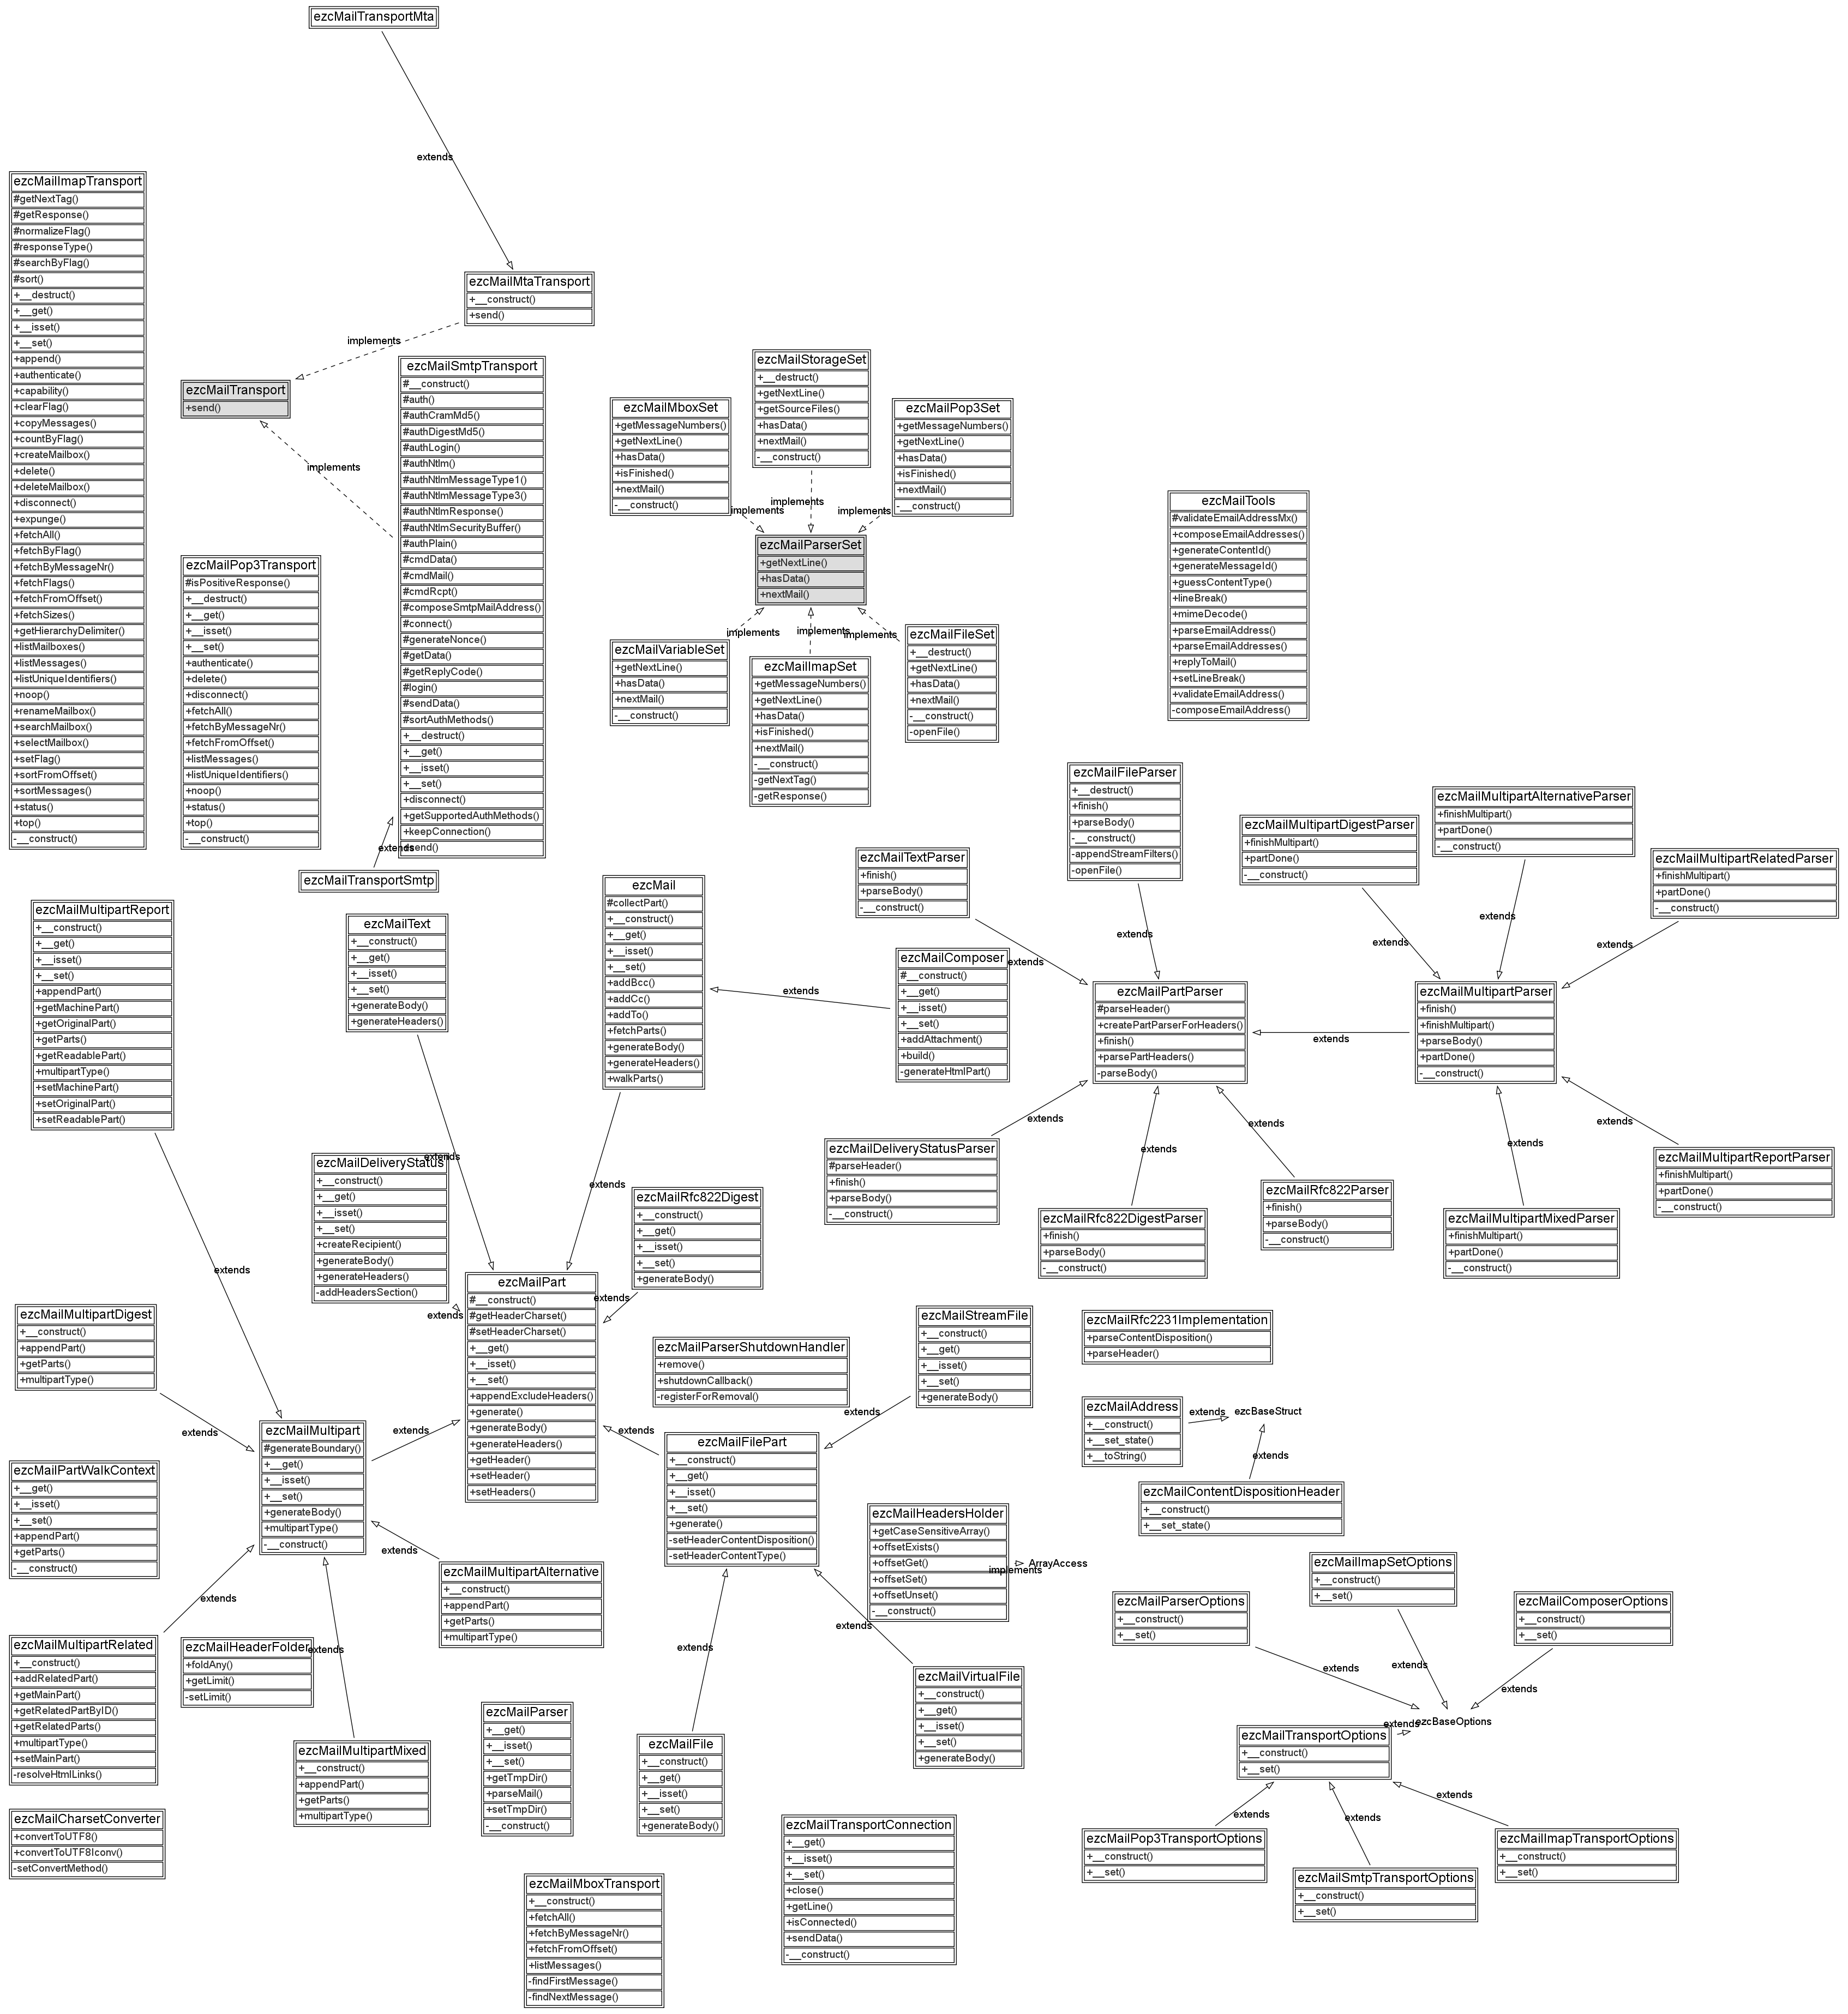 ezcMailTransportMta
extends
ezcMailImapTransport
#getNextTag()
#getResponse()
#normalizeFlag()
#responseType()
#searchByFlag()
#sort()
+__destruct()
+__get()
+__isset()
+__set()
+append()
+authenticate()
+capability()
+clearFlag()
+copyMessages()
+countByFlag()
+createMailbox()
+delete()
+deleteMailbox()
+disconnect()
+expunge()
+fetchAll()
+fetchByFlag()
+fetchByMessageNr()
+fetchFlags()
+fetchFromOffset()
+fetchSizes()
+getHierarchyDelimiter()
+listMailboxes()
+listMessages()
+listUniqueIdentifiers()
+noop()
+renameMailbox()
+searchMailbox()
+selectMailbox()
+setFlag()
+sortFromOffset()
+sortMessages()
+status()
+top()
-__construct()
ezcMailMtaTransport
+__construct()
+send()
implements
ezcMailTransport
+send()
implements
ezcMailSmtpTransport
#__construct()
#auth()
#authCramMd5()
#authDigestMd5()
#authLogin()
#authNtlm()
#authNtlmMessageType1()
#authNtlmMessageType3()
#authNtlmResponse()
#authNtlmSecurityBuffer()
#authPlain()
#cmdData()
#cmdMail()
#cmdRcpt()
#composeSmtpMailAddress()
#connect()
#generateNonce()
#getData()
#getReplyCode()
#login()
#sendData()
#sortAuthMethods()
+__destruct()
+__get()
+__isset()
+__set()
+disconnect()
+getSupportedAuthMethods()
+keepConnection()
+send()
extends
ezcMailTransportSmtp
ezcMailPop3Transport
#isPositiveResponse()
+__destruct()
+__get()
+__isset()
+__set()
+authenticate()
+delete()
+disconnect()
+fetchAll()
+fetchByMessageNr()
+fetchFromOffset()
+listMessages()
+listUniqueIdentifiers()
+noop()
+status()
+top()
-__construct()
ezcMailMboxSet
+getMessageNumbers()
+getNextLine()
+hasData()
+isFinished()
+nextMail()
-__construct()
ezcMailStorageSet
+__destruct()
+getNextLine()
+getSourceFiles()
+hasData()
+nextMail()
-__construct()
ezcMailPop3Set
+getMessageNumbers()
+getNextLine()
+hasData()
+isFinished()
+nextMail()
-__construct()
implements
implements
implements
ezcMailParserSet
+getNextLine()
+hasData()
+nextMail()
implements
implements
implements
ezcMailVariableSet
+getNextLine()
+hasData()
+nextMail()
-__construct()
ezcMailImapSet
+getMessageNumbers()
+getNextLine()
+hasData()
+isFinished()
+nextMail()
-__construct()
-getNextTag()
-getResponse()
ezcMailFileSet
+__destruct()
+getNextLine()
+hasData()
+nextMail()
-__construct()
-openFile()
ezcMailTools
#validateEmailAddressMx()
+composeEmailAddresses()
+generateContentId()
+generateMessageId()
+guessContentType()
+lineBreak()
+mimeDecode()
+parseEmailAddress()
+parseEmailAddresses()
+replyToMail()
+setLineBreak()
+validateEmailAddress()
-composeEmailAddress()
ezcMailFileParser
+__destruct()
+finish()
+parseBody()
-__construct()
-appendStreamFilters()
-openFile()
extends
ezcMailTextParser
+finish()
+parseBody()
-__construct()
extends
ezcMailMultipartDigestParser
+finishMultipart()
+partDone()
-__construct()
extends
ezcMailMultipartAlternativeParser
+finishMultipart()
+partDone()
-__construct()
extends
ezcMailMultipartRelatedParser
+finishMultipart()
+partDone()
-__construct()
extends
ezcMailPartParser
#parseHeader()
+createPartParserForHeaders()
+finish()
+parsePartHeaders()
-parseBody()
extends
ezcMailMultipartParser
+finish()
+finishMultipart()
+parseBody()
+partDone()
-__construct()
extends
extends
extends
extends
extends
ezcMailDeliveryStatusParser
#parseHeader()
+finish()
+parseBody()
-__construct()
ezcMailRfc822DigestParser
+finish()
+parseBody()
-__construct()
ezcMailRfc822Parser
+finish()
+parseBody()
-__construct()
ezcMailMultipartMixedParser
+finishMultipart()
+partDone()
-__construct()
ezcMailMultipartReportParser
+finishMultipart()
+partDone()
-__construct()
ezcMailMultipartReport
+__construct()
+__get()
+__isset()
+__set()
+appendPart()
+getMachinePart()
+getOriginalPart()
+getParts()
+getReadablePart()
+multipartType()
+setMachinePart()
+setOriginalPart()
+setReadablePart()
extends
ezcMailText
+__construct()
+__get()
+__isset()
+__set()
+generateBody()
+generateHeaders()
extends
ezcMail
#collectPart()
+__construct()
+__get()
+__isset()
+__set()
+addBcc()
+addCc()
+addTo()
+fetchParts()
+generateBody()
+generateHeaders()
+walkParts()
extends
extends
ezcMailComposer
#__construct()
+__get()
+__isset()
+__set()
+addAttachment()
+build()
-generateHtmlPart()
ezcMailDeliveryStatus
+__construct()
+__get()
+__isset()
+__set()
+createRecipient()
+generateBody()
+generateHeaders()
-addHeadersSection()
extends
ezcMailRfc822Digest
+__construct()
+__get()
+__isset()
+__set()
+generateBody()
extends
ezcMailPart
#__construct()
#getHeaderCharset()
#setHeaderCharset()
+__get()
+__isset()
+__set()
+appendExcludeHeaders()
+generate()
+generateBody()
+generateHeaders()
+getHeader()
+setHeader()
+setHeaders()
ezcMailMultipartDigest
+__construct()
+appendPart()
+getParts()
+multipartType()
extends
ezcMailMultipart
#generateBoundary()
+__get()
+__isset()
+__set()
+generateBody()
+multipartType()
-__construct()
extends
extends
extends
extends
ezcMailPartWalkContext
+__get()
+__isset()
+__set()
+appendPart()
+getParts()
-__construct()
ezcMailMultipartAlternative
+__construct()
+appendPart()
+getParts()
+multipartType()
ezcMailMultipartRelated
+__construct()
+addRelatedPart()
+getMainPart()
+getRelatedPartByID()
+getRelatedParts()
+multipartType()
+setMainPart()
-resolveHtmlLinks()
ezcMailHeaderFolder
+foldAny()
+getLimit()
-setLimit()
ezcMailMultipartMixed
+__construct()
+appendPart()
+getParts()
+multipartType()
ezcMailCharsetConverter
+convertToUTF8()
+convertToUTF8Iconv()
-setConvertMethod()
ezcMailParserShutdownHandler
+remove()
+shutdownCallback()
-registerForRemoval()
ezcMailStreamFile
+__construct()
+__get()
+__isset()
+__set()
+generateBody()
extends
extends
ezcMailFilePart
+__construct()
+__get()
+__isset()
+__set()
+generate()
-setHeaderContentDisposition()
-setHeaderContentType()
extends
extends
ezcMailHeadersHolder
+getCaseSensitiveArray()
+offsetExists()
+offsetGet()
+offsetSet()
+offsetUnset()
-__construct()
implements
ArrayAccess
ezcMailVirtualFile
+__construct()
+__get()
+__isset()
+__set()
+generateBody()
ezcMailFile
+__construct()
+__get()
+__isset()
+__set()
+generateBody()
ezcMailParser
+__get()
+__isset()
+__set()
+getTmpDir()
+parseMail()
+setTmpDir()
-__construct()
ezcMailTransportConnection
+__get()
+__isset()
+__set()
+close()
+getLine()
+isConnected()
+sendData()
-__construct()
ezcMailMboxTransport
+__construct()
+fetchAll()
+fetchByMessageNr()
+fetchFromOffset()
+listMessages()
-findFirstMessage()
-findNextMessage()
ezcMailRfc2231Implementation
+parseContentDisposition()
+parseHeader()
ezcMailAddress
+__construct()
+__set_state()
+__toString()
extends
ezcBaseStruct
extends
ezcMailContentDispositionHeader
+__construct()
+__set_state()
ezcMailImapSetOptions
+__construct()
+__set()
ezcMailParserOptions
+__construct()
+__set()
ezcMailComposerOptions
+__construct()
+__set()
extends
extends
extends
ezcBaseOptions
extends
ezcMailTransportOptions
+__construct()
+__set()
extends
extends
extends
ezcMailPop3TransportOptions
+__construct()
+__set()
ezcMailSmtpTransportOptions
+__construct()
+__set()
ezcMailImapTransportOptions
+__construct()
+__set()